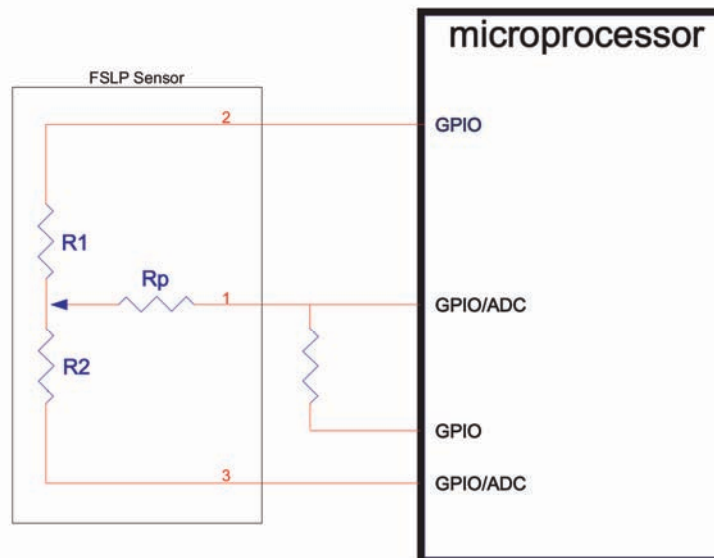 microprocessor
FSLP Sensor
2
GPIO
R1
Rp
1
GPIO/ADC
R2
GPIO
3
GPIO/ADC